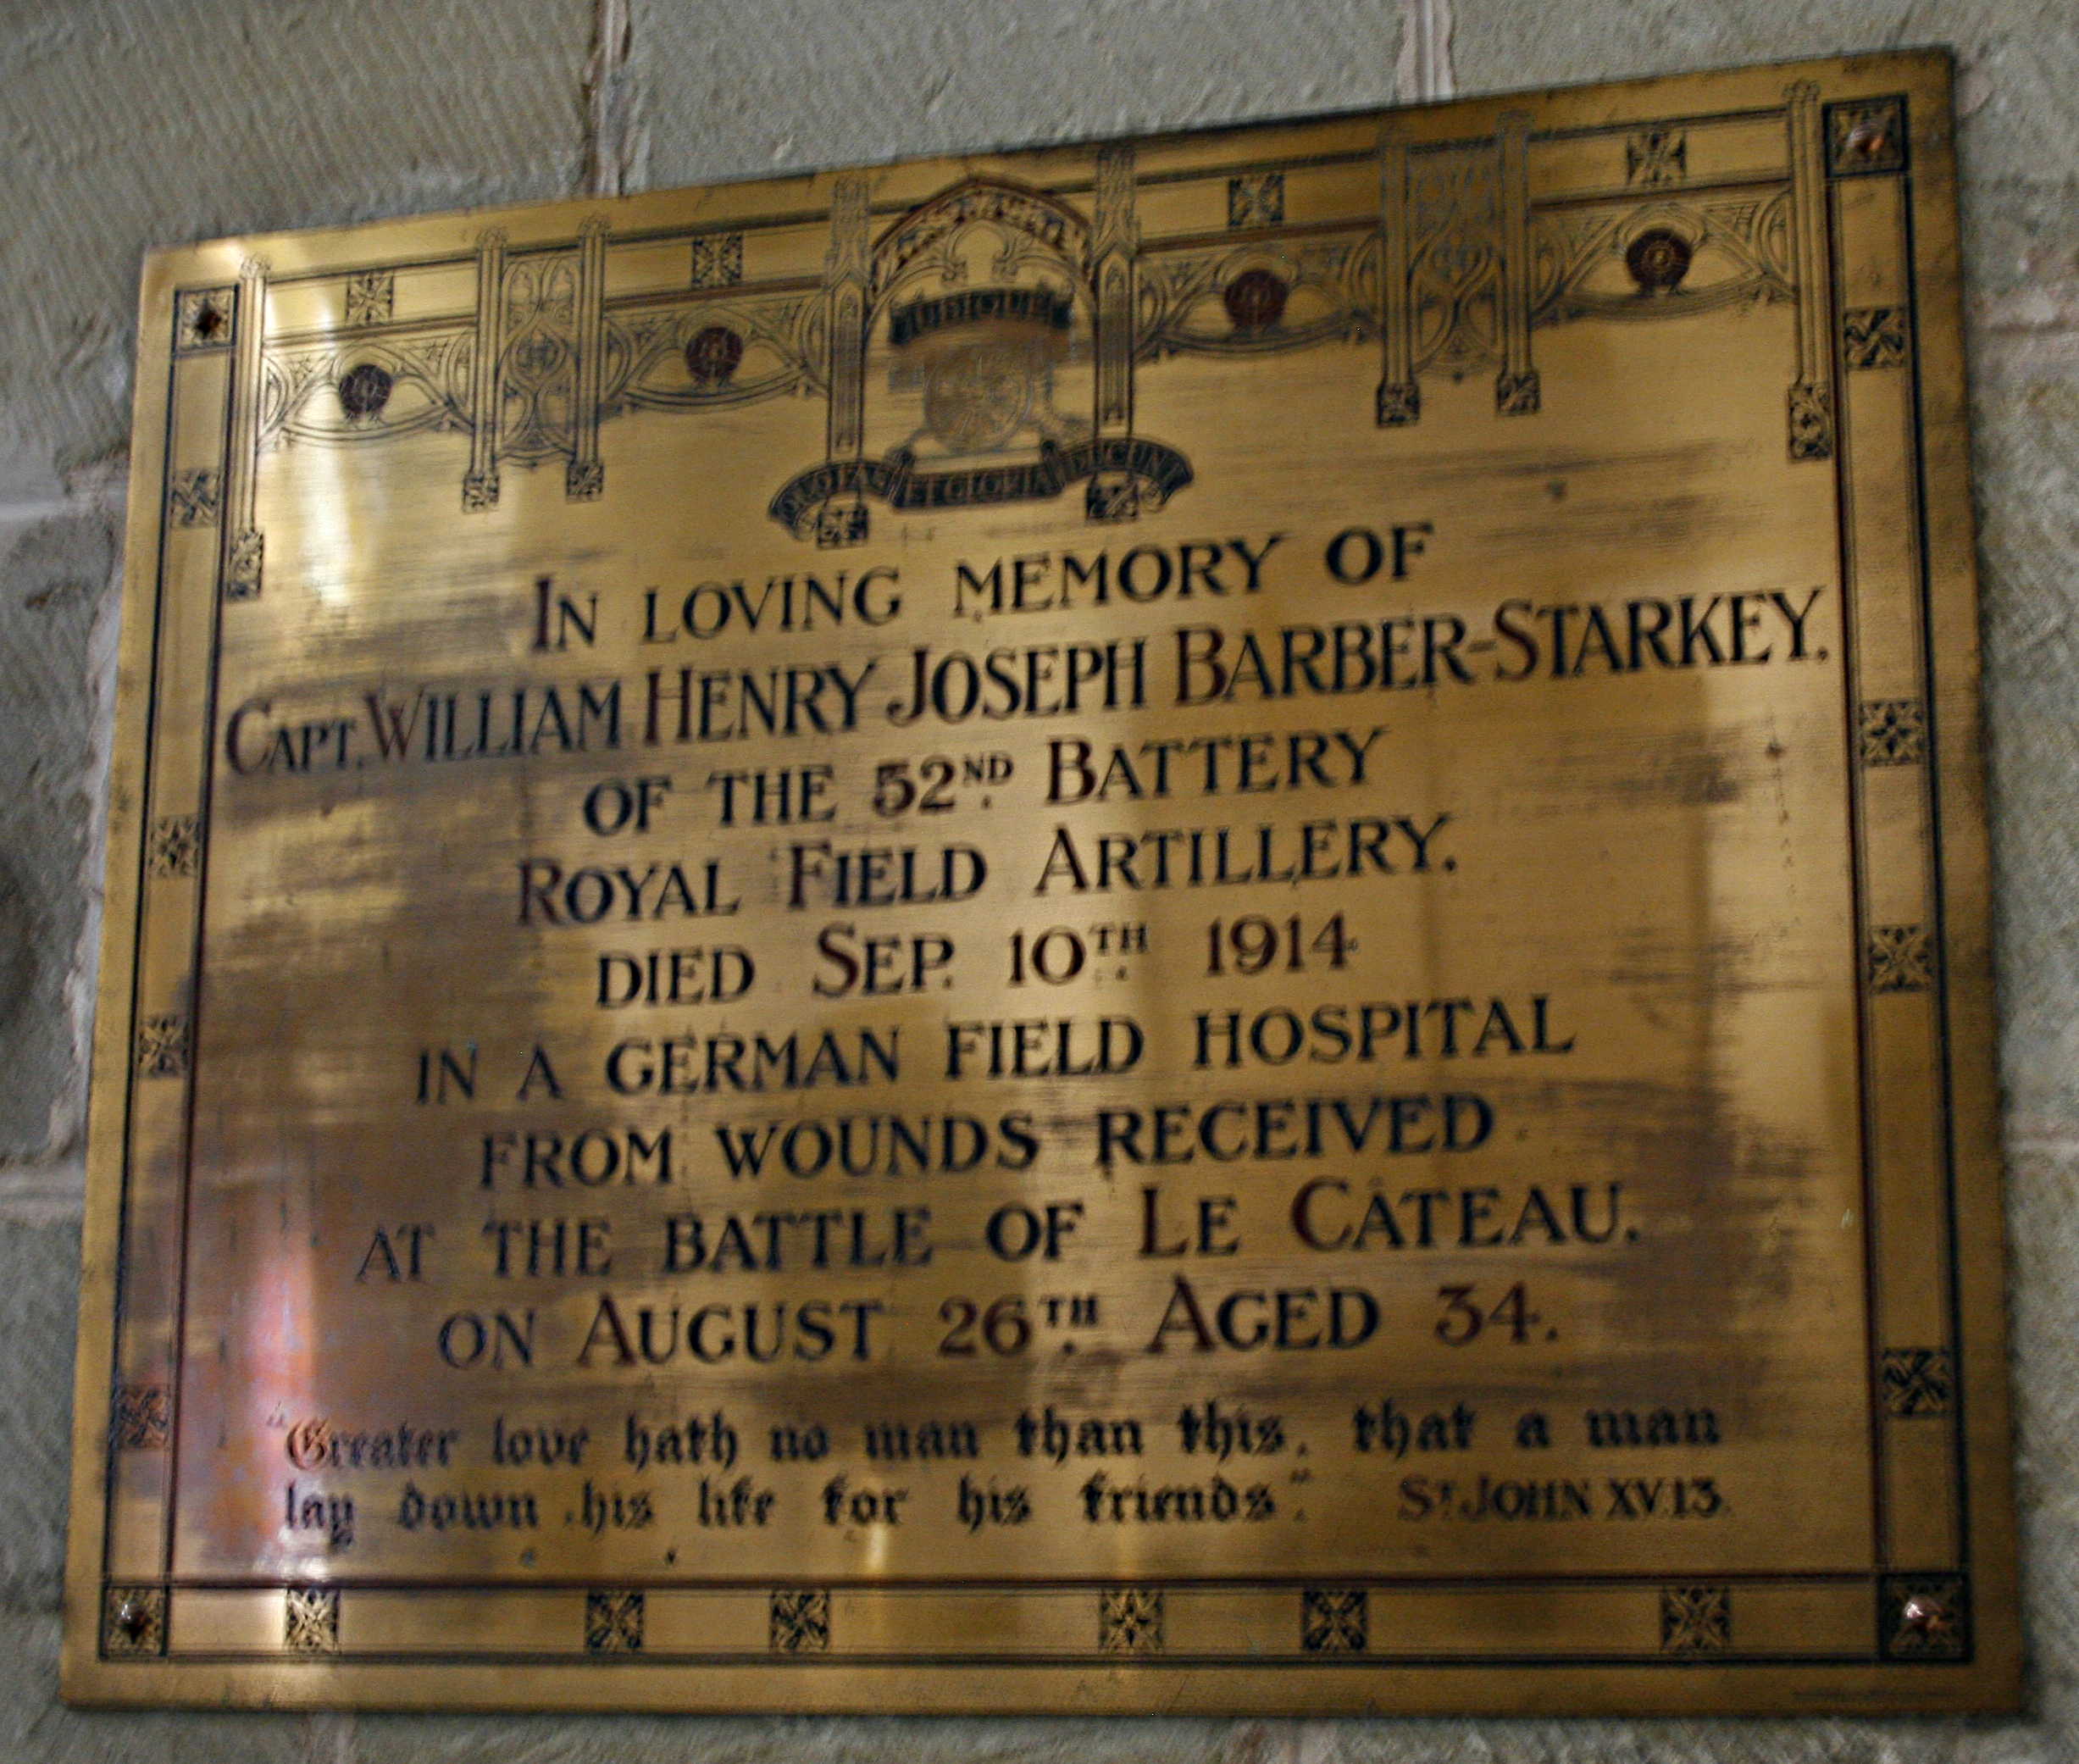 UBIQUE
QUO FAS ET GLORIA DUCUNT
IN LOVING MEMORY OF
CAPT. WILLIAM HENRY JOSEPH BARBER-STARKEY.
OF THE 52ND BATTERY
ROYAL FIELD ARTILLERY.
DIED SEP. 10TH 1914
IN A GERMAN FIELD HOSPITAL
FROM WOUNDS RECEIVED
AT THE BATTLE OF LE CÂTEAU.
ON AUGUST 26TH AGED 34.
"Greater love hath no man than this, that a man
lay down his life for his friends." ST. JOHN XV.13.